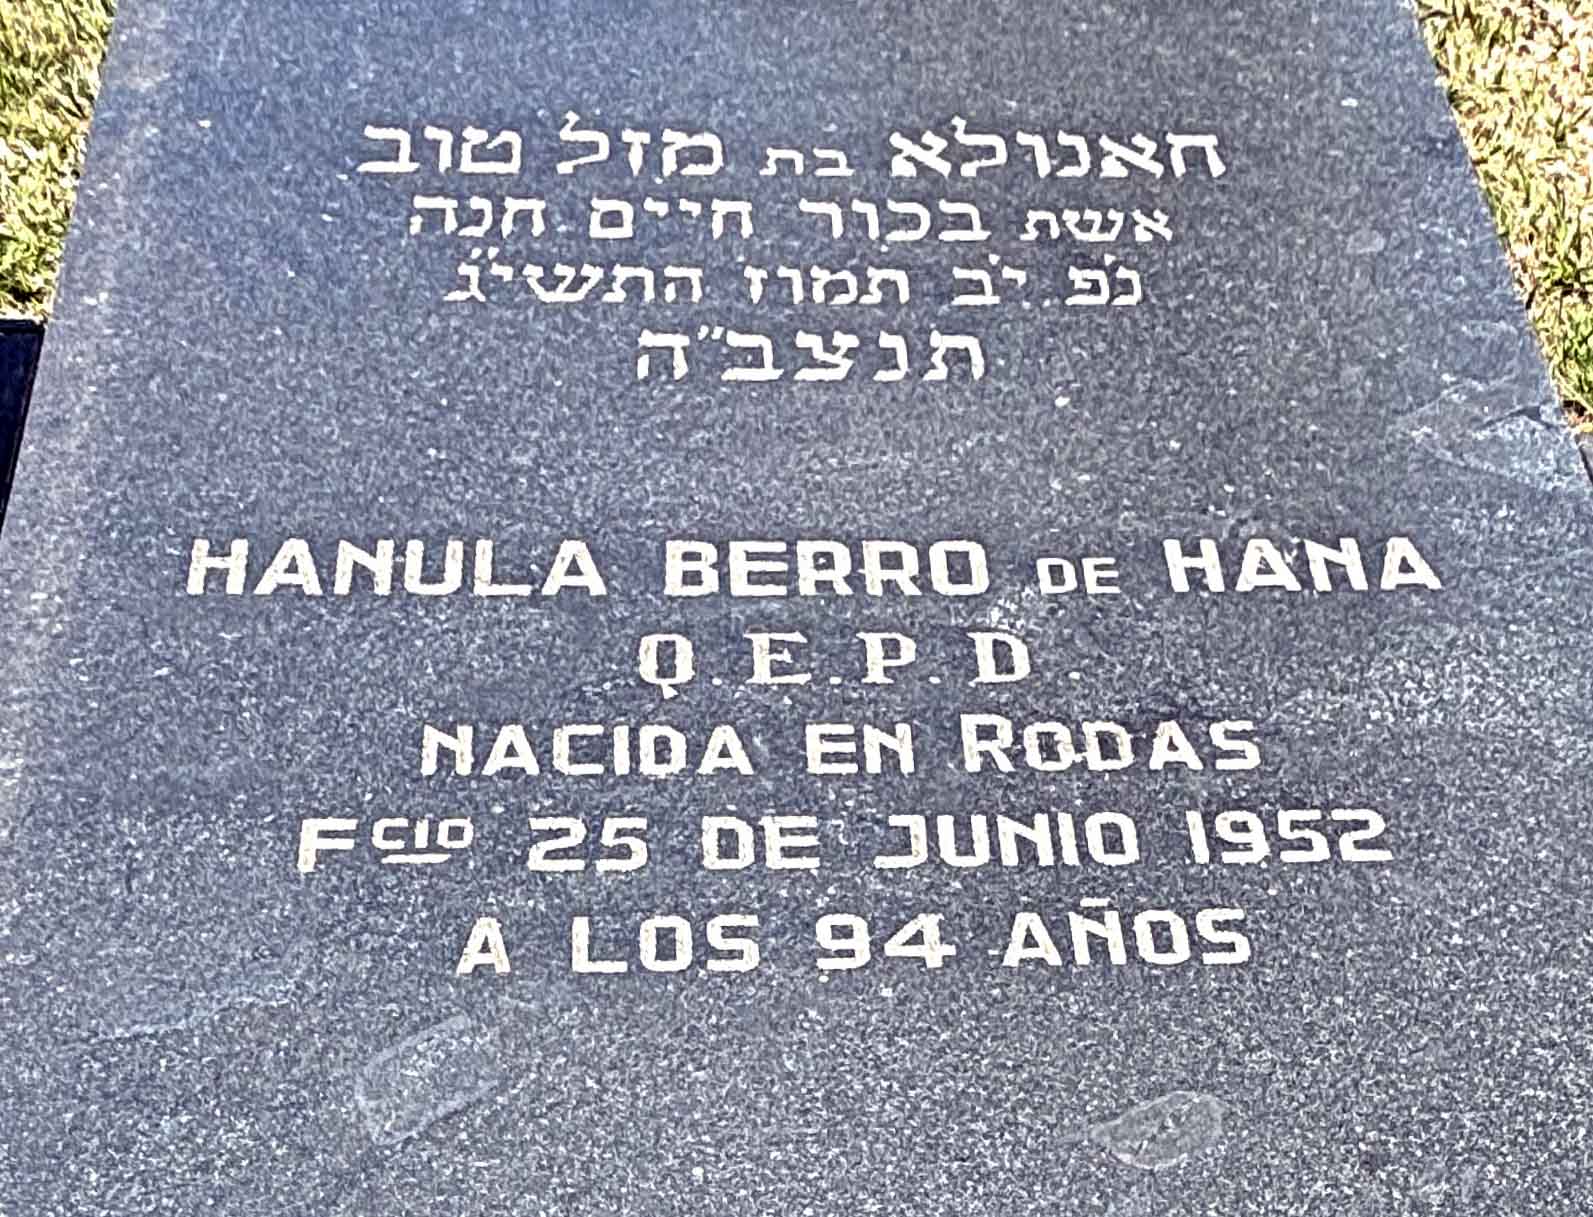 חאנולא בת מזל טוב
אשת בכור חיים חנה
נ'פ י'ב תמוז התשי"ג
תנצב"ה
HANULA BERRO DE HANA
Q.E.P.D.
NACIDA EN RODAS
Fcio 25 DE JUNIO 1952
A LOS 94 AÑOS